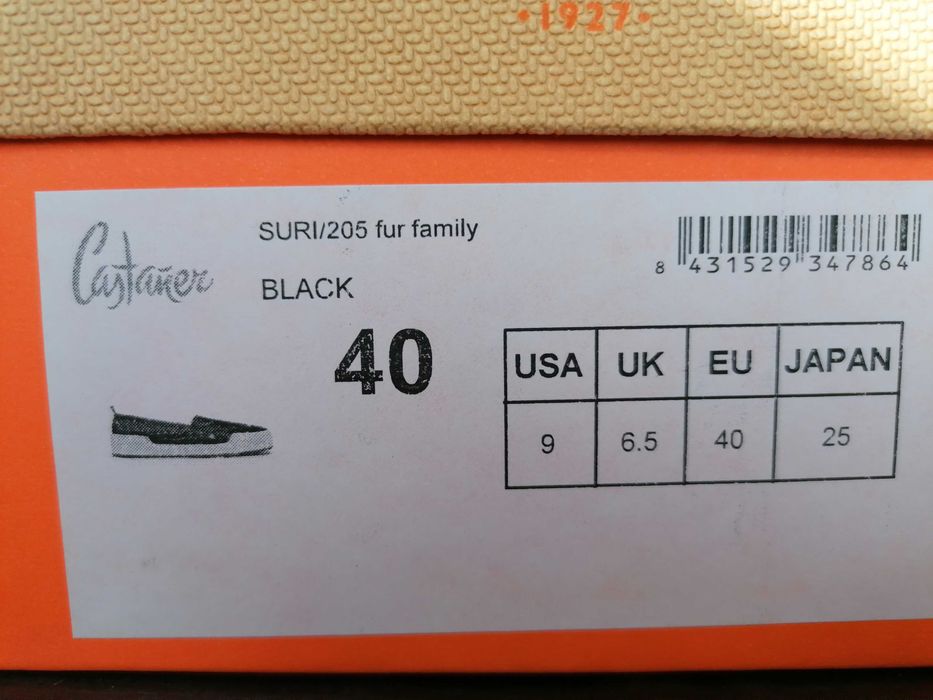 ·1927·
Castañer
SURI/205 fur family
BLACK
40
8 431529 347864
USA UK EU JAPAN
9 6.5 40 25